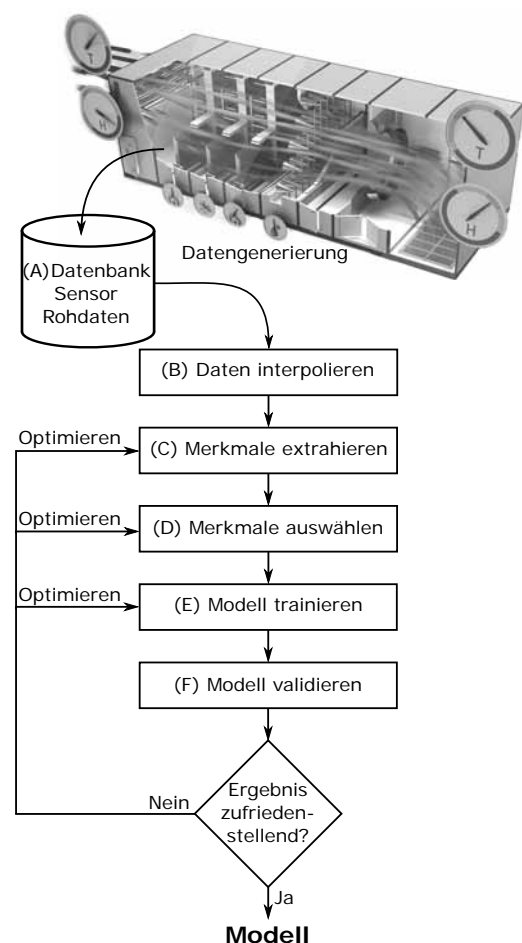 T
H
T
H
Datengenerierung
(A) Datenbank
Sensor
Rohdaten
(B) Daten interpolieren
Optimieren
(C) Merkmale extrahieren
Optimieren
(D) Merkmale auswählen
Optimieren
(E) Modell trainieren
(F) Modell validieren
Nein
Ergebnis
zufrieden-
stellend?
Ja
Modell